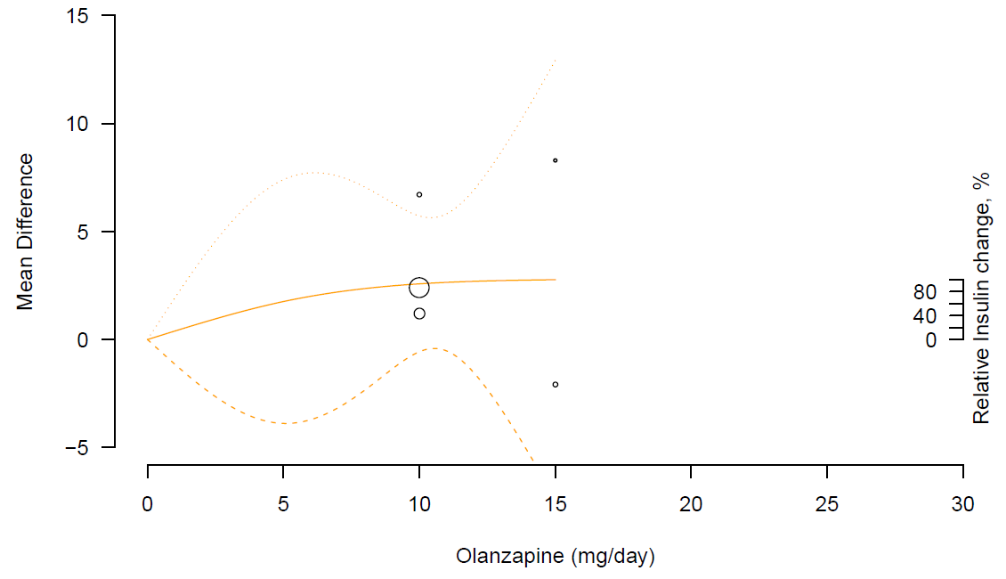 15
10
5
0
−5
Mean Difference
0 5 10 15 20 25 30
Olanzapine (mg/day)
80
40
0
Relative Insulin change, %